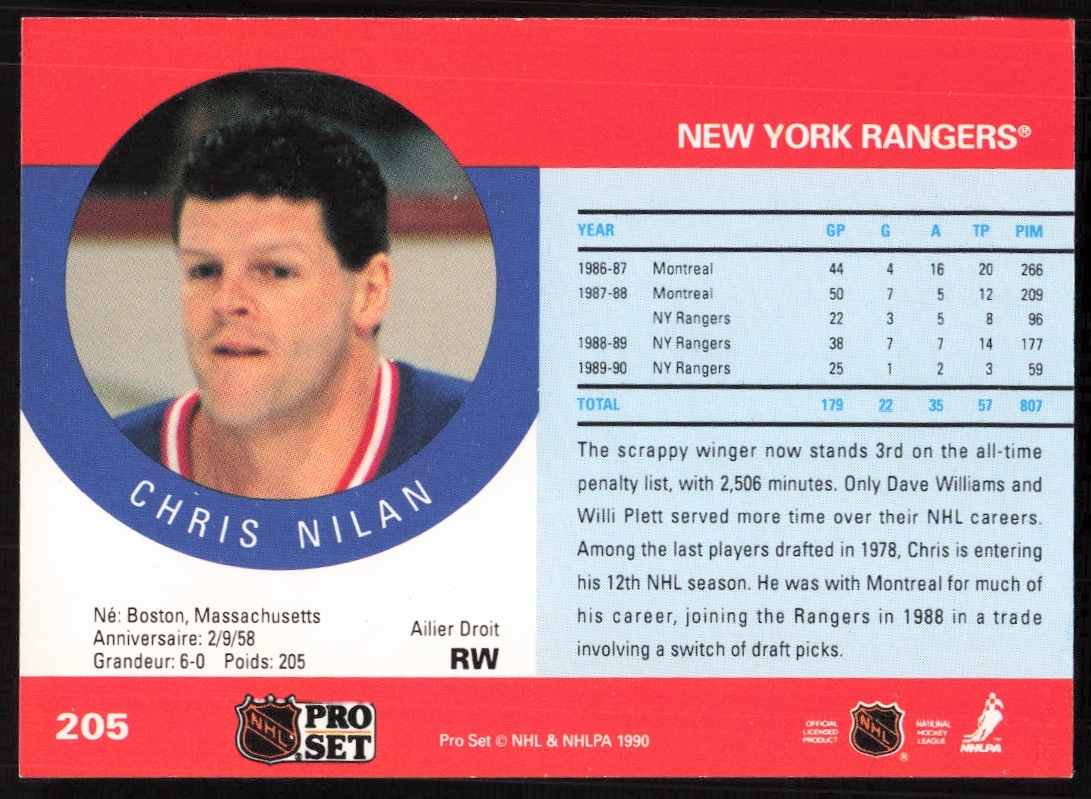 NEW YORK RANGERS®
YEAR GP G A TP PIM
1986-87 Montreal 44 4 16 20 266
1987-88 Montreal 50 7 5 12 209
NY Rangers 22 3 5 8 96
1988-89 NY Rangers 38 7 7 14 177
1989-90 NY Rangers 25 1 2 3 59
TOTAL 179 22 35 57 807
The scrappy winger now stands 3rd on the all-time
penalty list, with 2,506 minutes. Only Dave Williams and
Willi Plett served more time over their NHL careers.
Among the last players drafted in 1978, Chris is entering
his 12th NHL season. He was with Montreal for much of
his career, joining the Rangers in 1988 in a trade
involving a switch of draft picks.
CHRIS NILAN
Né: Boston, Massachusetts
Anniversaire: 2/9/58
Grandeur: 6-0 Poids: 205
Ailier Droit
RW
205
NHL
PRO
SET
Pro Set © NHL & NHLPA 1990
OFFICIAL
LICENSED
PRODUCT
NHL
®
NATIONAL
HOCKEY
LEAGUE
NHLPA
™